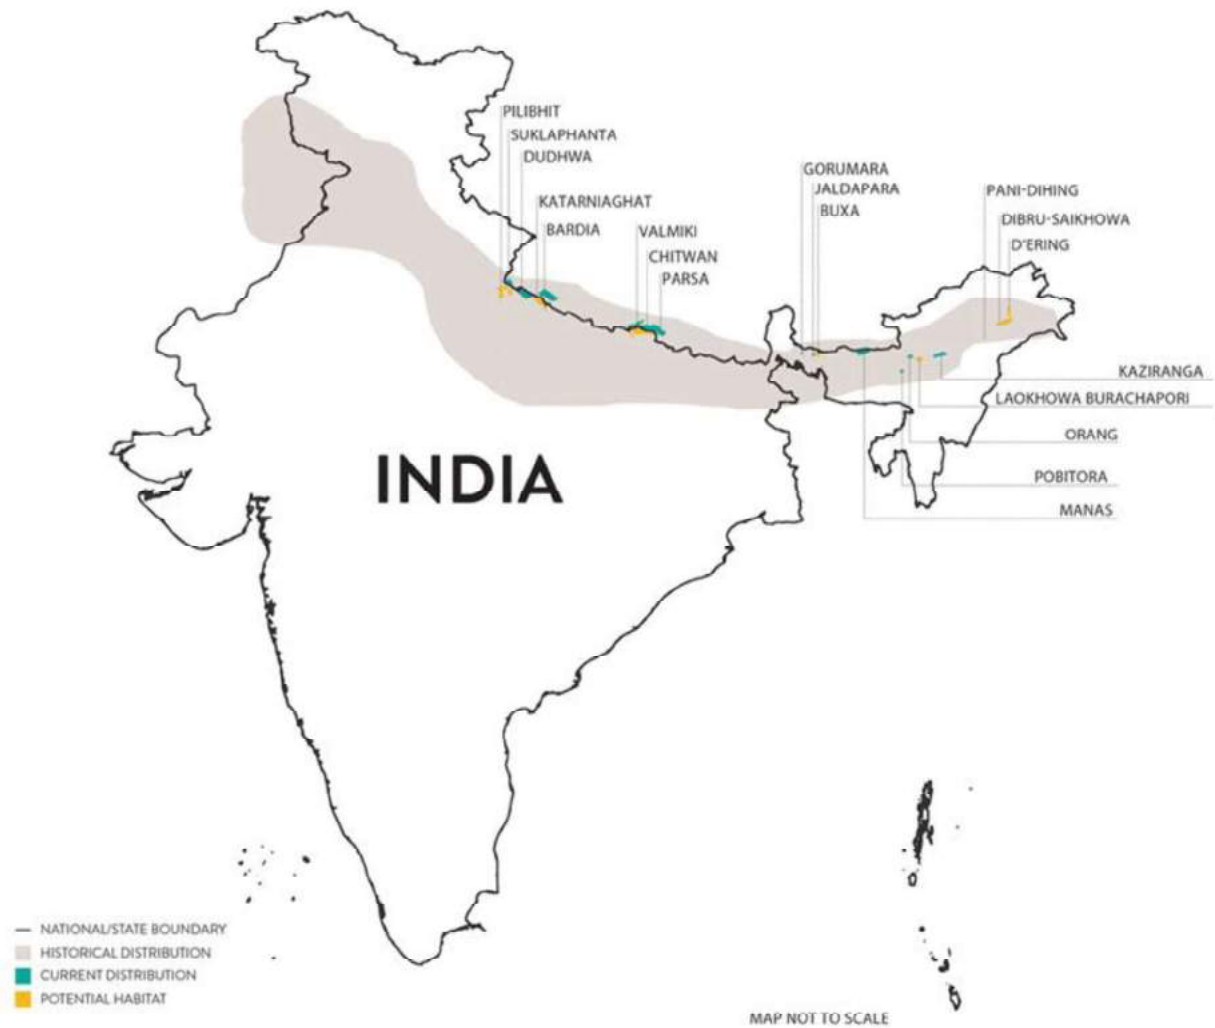 PILIBHIT
SUKLAPHANTA
DUDHWA
KATARNIAGHAT
BARDIA
VALMIKI
CHITWAN
PARSA
GORUMARA
JALDAPARA
BUXA
PANI-DIHING
DIBRU-SAIKHOWA
D'ERING
KAZIRANGA
LAOKHOWA BURACHAPORI
ORANG
POBITORA
MANAS
INDIA
NATIONAL/STATE BOUNDARY
HISTORICAL DISTRIBUTION
CURRENT DISTRIBUTION
POTENTIAL HABITAT
MAP NOT TO SCALE